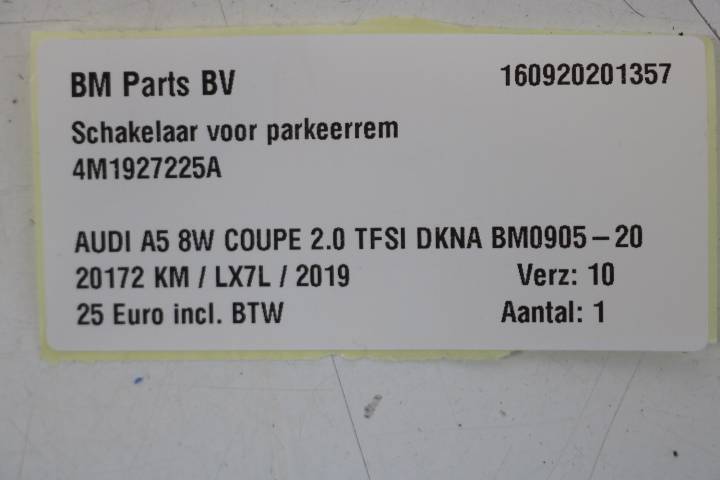 BM Parts BV 160920201357
Schakelaar voor parkeerrem
4M1927225A
AUDI A5 8W COUPE 2.0 TFSI DKNA BM0905-20
20172 KM / LX7L / 2019 Verz: 10
25 Euro incl. BTW Aantal: 1